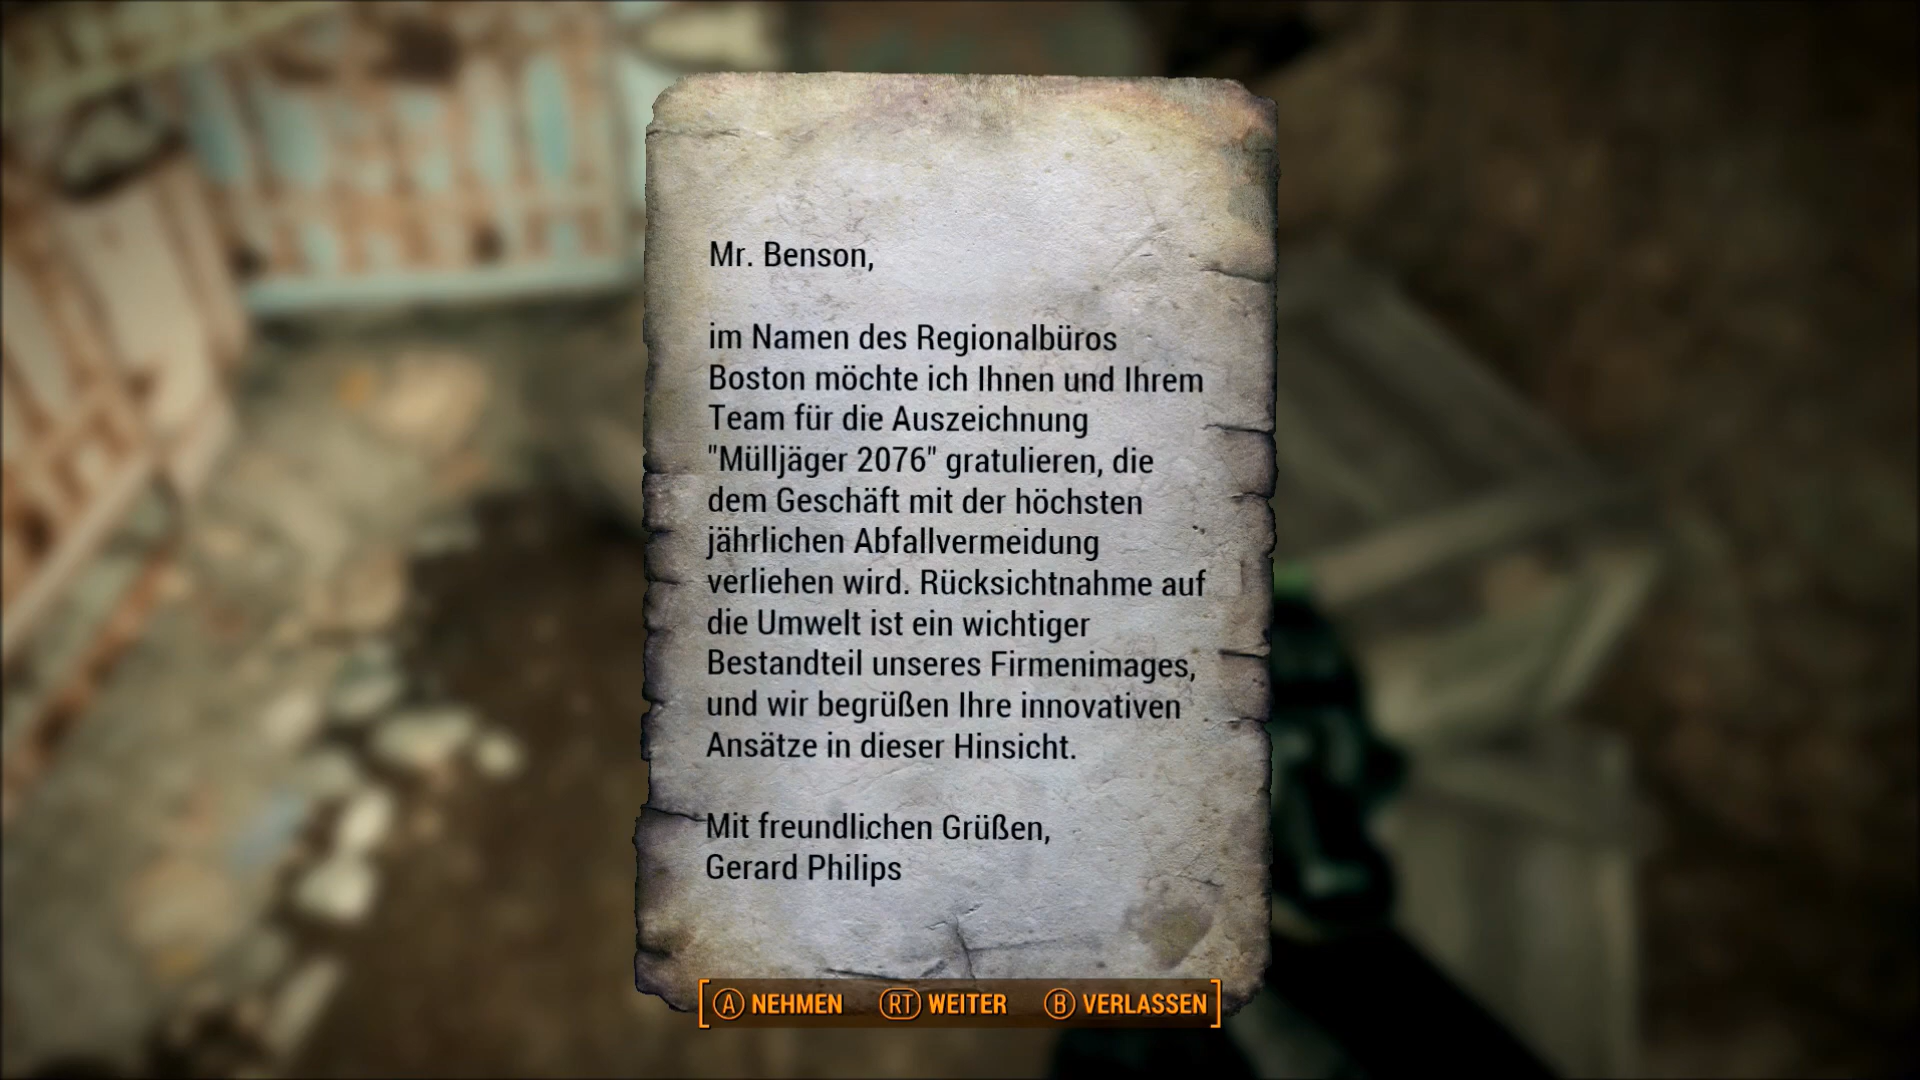 Mr. Benson,
im Namen des Regionalbüros
Boston möchte ich Ihnen und Ihrem
Team für die Auszeichnung
"Mülljäger 2076" gratulieren, die
dem Geschäft mit der höchsten
jährlichen Abfallvermeidung
verliehen wird. Rücksichtnahme auf
die Umwelt ist ein wichtiger
Bestandteil unseres Firmenimages,
und wir begrüßen Ihre innovativen
Ansätze in dieser Hinsicht.
Mit freundlichen Grüßen,
Gerard Philips
[ A NEHMEN RT WEITER B VERLASSEN ]